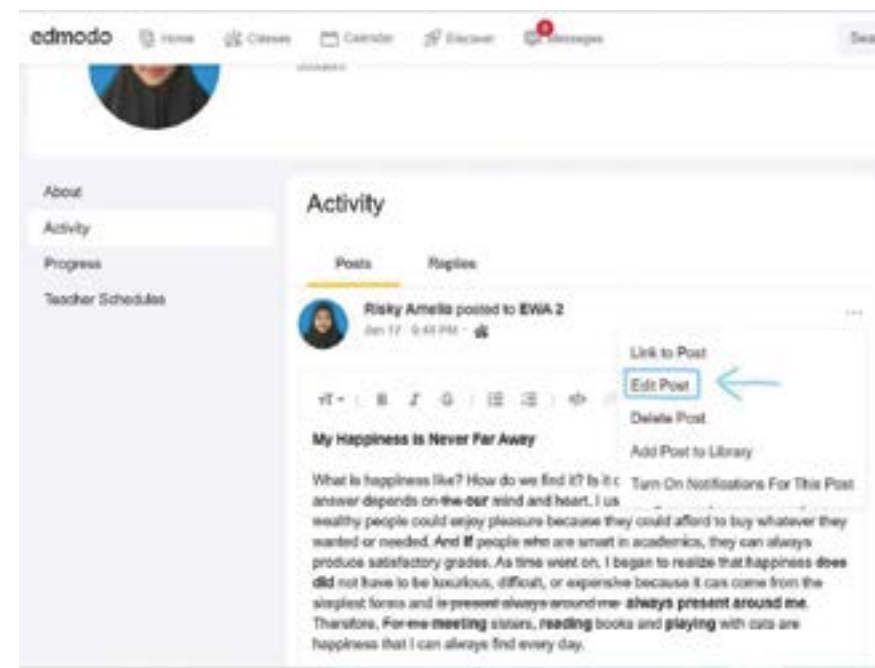 edmodo Home Classes Calendar Discover Messages Sea
About
Activity
Progress
Teacher Schedules
Activity
Posts Replies
Risky Amelia posted to EWA 2
Jan 12 9:44 PM
Link to Post
Edit Post
Delete Post
Add Post to Library
Turn On Notifications For This Post
My Happiness Is Never Far Away
What is happiness like? How do we find it? Is it
answer depends on the our mind and heart. I us
wealthy people could enjoy pleasure because they could afford to buy whatever they
wanted or needed. And If people who are smart in academics, they can always
produce satisfactory grades. As time went on, I began to realize that happiness does
did not have to be luxurious, difficult, or expensive because it can come from the
simplest forms and is present always around me always present around me.
Therefore, For me meeting sisters, reading books and playing with cats are
happiness that I can always find every day.